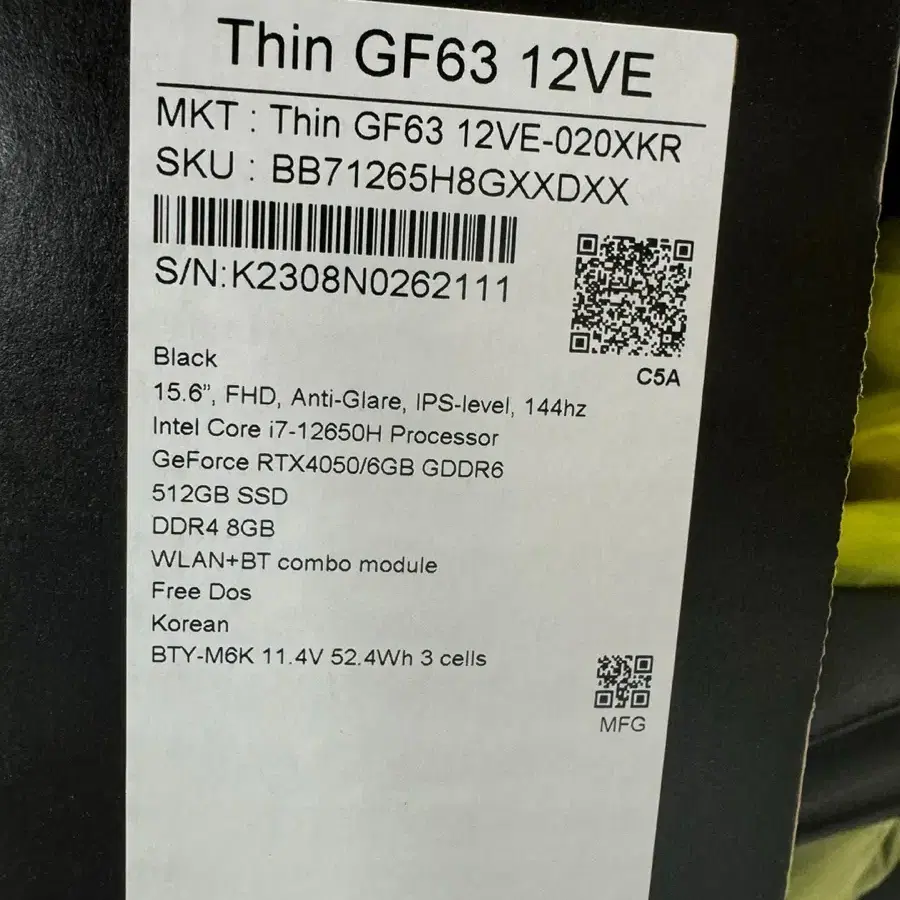 Thin GF63 12VE
MKT : Thin GF63 12VE-020XKR
SKU : BB71265H8GXXDXX
S/N:K2308N0262111
C5A
Black
15.6”, FHD, Anti-Glare, IPS-level, 144hz
Intel Core i7-12650H Processor
GeForce RTX4050/6GB GDDR6
512GB SSD
DDR4 8GB
WLAN+BT combo module
Free Dos
Korean
BTY-M6K 11.4V 52.4Wh 3 cells
MFG